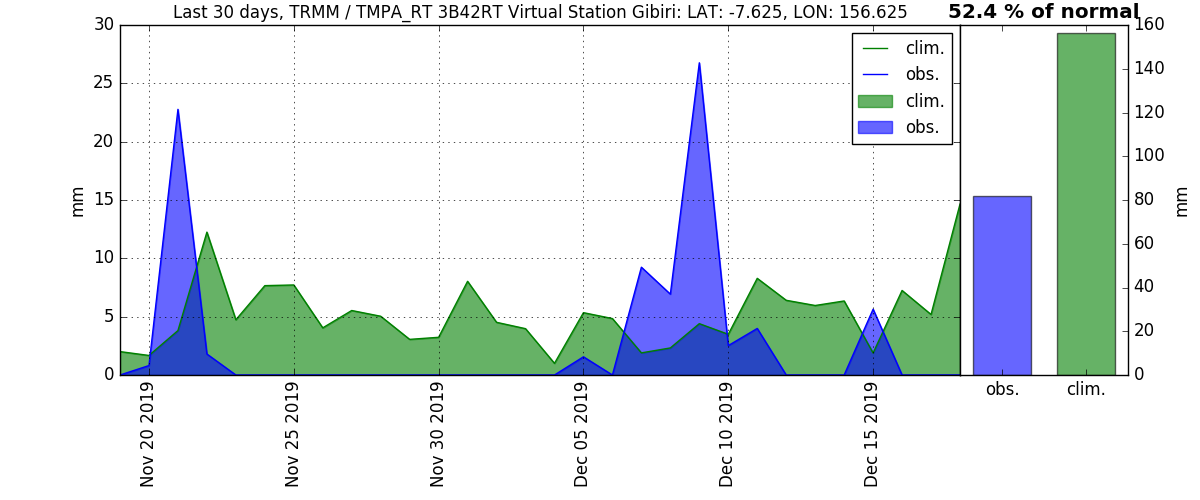 Last 30 days, TRMM / TMPA_RT 3B42RT Virtual Station Gibiri: LAT: -7.625, LON: 156.625
52.4 % of normal
30
25
20
15
10
5
0
mm
clim.
obs.
clim.
obs.
160
140
120
100
80
60
40
20
0
mm
obs.
clim.
Nov 20 2019
Nov 25 2019
Nov 30 2019
Dec 05 2019
Dec 10 2019
Dec 15 2019